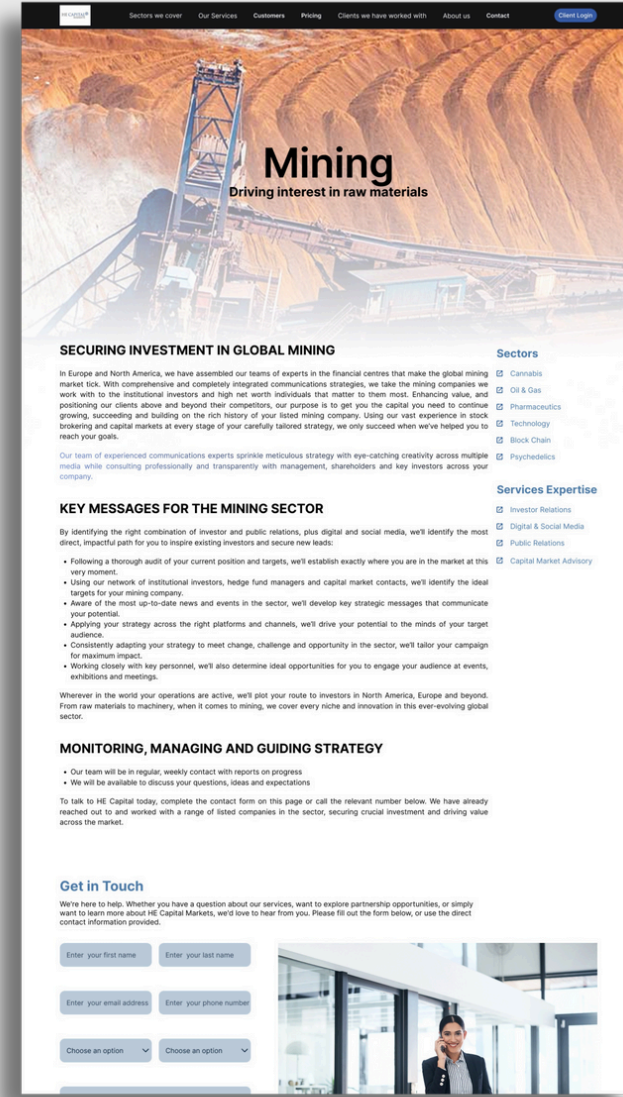 HE CAPITAL
Sectors we cover
Our Services
Customers
Pricing
Clients we have worked with
About us
Contact
Client Login
Mining
Driving interest in raw materials
SECURING INVESTMENT IN GLOBAL MINING
In Europe and North America, we have assembled our teams of experts in the financial centres that make the global mining
market tick. With comprehensive and completely integrated communications strategies, we take the mining companies we
work with to the institutional investors and high net worth individuals that matter to them most. Enhancing value, and
positioning our clients above and beyond their competitors, our purpose is to get you the capital you need to continue
growing, succeeding and building on the rich history of your listed mining company. Using our vast experience in stock
brokering and capital markets at every stage of your carefully tailored strategy, we only succeed when we've helped you to
reach your goals.
Our team of experienced communications experts sprinkle meticulous strategy with eye-catching creativity across multiple
media while consulting professionally and transparently with management, shareholders and key investors across your
company.
KEY MESSAGES FOR THE MINING SECTOR
By identifying the right combination of investor and public relations, plus digital and social media, we'll identify the most
direct, impactful path for you to inspire existing investors and secure new leads:
• Following a thorough audit of your current position and targets, we'll establish exactly where you are in the market at this
very moment.
• Using our network of institutional investors, hedge fund managers and capital market contacts, we'll identify the ideal
targets for your mining company.
• Aware of the most up-to-date news and events in the sector, we'll develop key strategic messages that communicate
your potential.
• Applying your strategy across the right platforms and channels, we'll drive your potential to the minds of your target
audience.
• Consistently adapting your strategy to meet change, challenge and opportunity in the sector, we'll tailor your campaign
for maximum impact.
• Working closely with key personnel, we'll also determine ideal opportunities for you to engage your audience at events,
exhibitions and meetings.
Wherever in the world your operations are active, we'll plot your route to investors in North America, Europe and beyond.
From raw materials to machinery, when it comes to mining, we cover every niche and innovation in this ever-evolving global
sector.
MONITORING, MANAGING AND GUIDING STRATEGY
• Our team will be in regular, weekly contact with reports on progress
• We will be available to discuss your questions, ideas and expectations
To talk to HE Capital today, complete the contact form on this page or call the relevant number below. We have already
reached out to and worked with a range of listed companies in the sector, securing crucial investment and driving value
across the market.
Sectors
Cannabis
Oil & Gas
Pharmaceutics
Technology
Block Chain
Psychedelics
Services Expertise
Investor Relations
Digital & Social Media
Public Relations
Capital Market Advisory
Get in Touch
We're here to help. Whether you have a question about our services, want to explore partnership opportunities, or simply
want to learn more about HE Capital Markets, we'd love to hear from you. Please fill out the form below, or use the direct
contact information provided.
Enter your first name
Enter your last name
Enter your email address
Enter your phone number
Choose an option
Choose an option